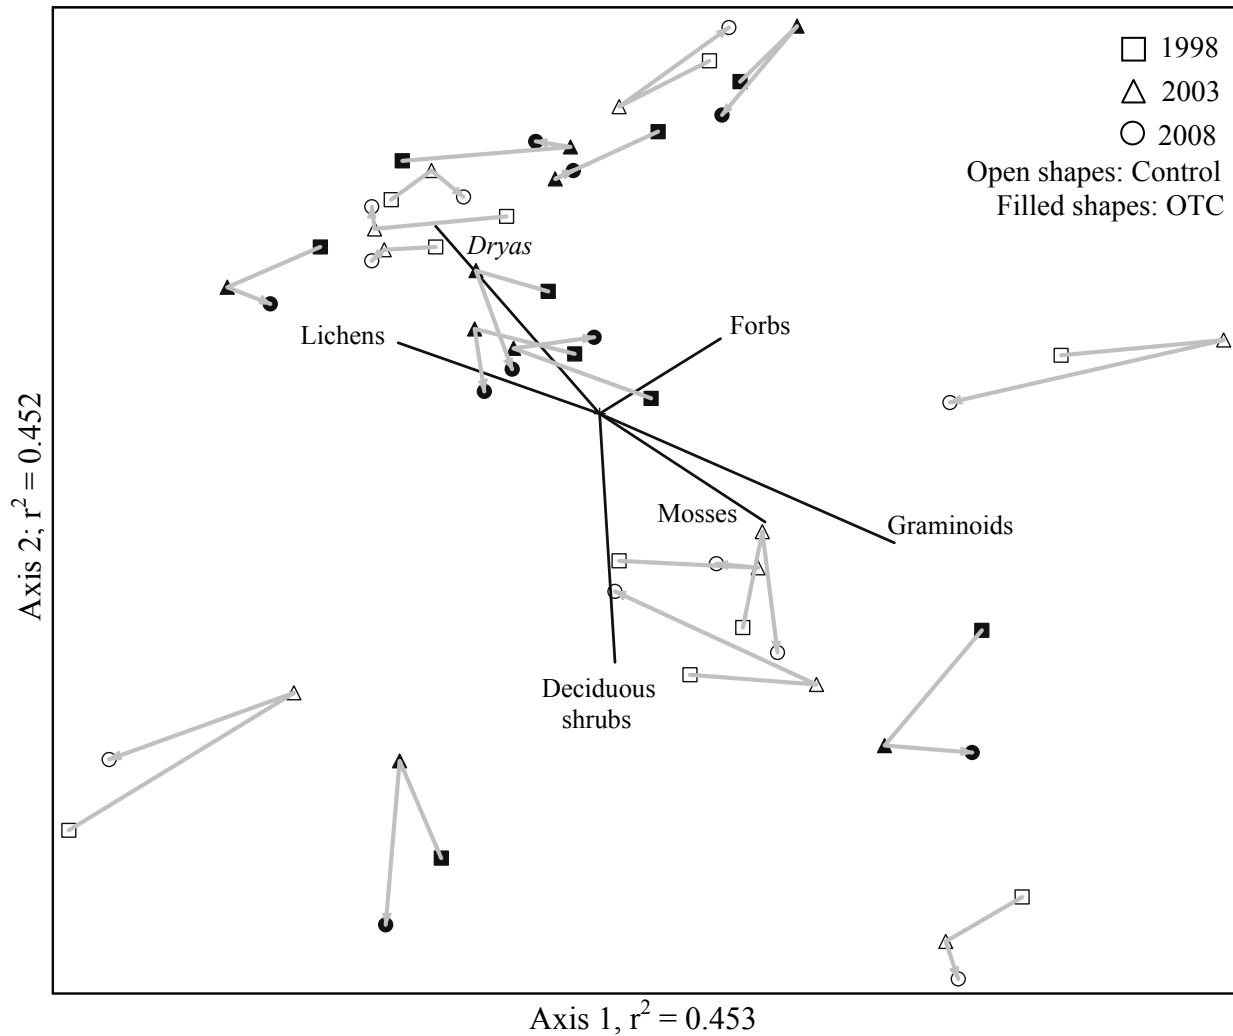 1998
2003
2008
Open shapes: Control
Filled shapes: OTC
Dryas
Forbs
Lichens
Axis 2; r² = 0.452
Mosses
Graminoids
Deciduous
shrubs
Axis 1, r² = 0.453